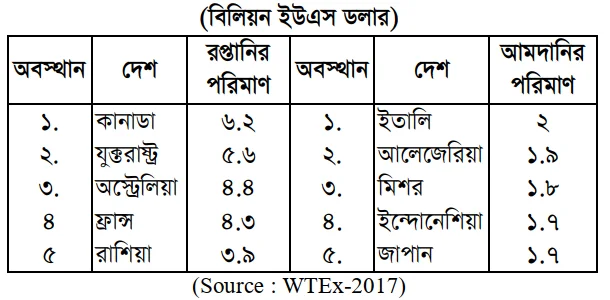 (বিলিয়ন ইউএস ডলার)
অবস্থান দেশ রপ্তানির পরিমাণ অবস্থান দেশ আমদানির পরিমাণ
১. কানাডা ৬.২ ১. ইতালি ২
২. যুক্তরাষ্ট্র ৫.৬ ২. আলেজেরিয়া ১.৯
৩. অস্ট্রেলিয়া ৪.৪ ৩. মিশর ১.৮
৪ ফ্রান্স ৪.৩ ৪. ইন্দোনেশিয়া ১.৭
৫ রাশিয়া ৩.৯ ৫. জাপান ১.৭
(Source : WTEx-2017)